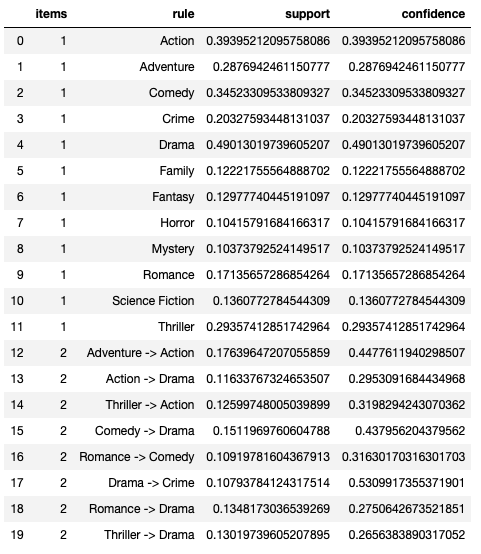 items rule support confidence
0 1 Action 0.39395212095758086 0.39395212095758086
1 1 Adventure 0.2876942461150777 0.2876942461150777
2 1 Comedy 0.34523309533809327 0.34523309533809327
3 1 Crime 0.20327593448131037 0.20327593448131037
4 1 Drama 0.49013019739605207 0.49013019739605207
5 1 Family 0.12221755564888702 0.12221755564888702
6 1 Fantasy 0.12977740445191097 0.12977740445191097
7 1 Horror 0.10415791684166317 0.10415791684166317
8 1 Mystery 0.10373792524149517 0.10373792524149517
9 1 Romance 0.17135657286854264 0.17135657286854264
10 1 Science Fiction 0.1360772784544309 0.1360772784544309
11 1 Thriller 0.29357412851742964 0.29357412851742964
12 2 Adventure -> Action 0.17639647207055859 0.4477611940298507
13 2 Action -> Drama 0.11633767324653507 0.2953091684434968
14 2 Thriller -> Action 0.12599748005039899 0.3198294243070362
15 2 Comedy -> Drama 0.1511969760604788 0.437956204379562
16 2 Romance -> Comedy 0.10919781604367913 0.31630170316301703
17 2 Drama -> Crime 0.10793784124317514 0.5309917355371901
18 2 Romance -> Drama 0.1348173036539269 0.2750642673521851
19 2 Thriller -> Drama 0.13019739605207895 0.2656383890317052